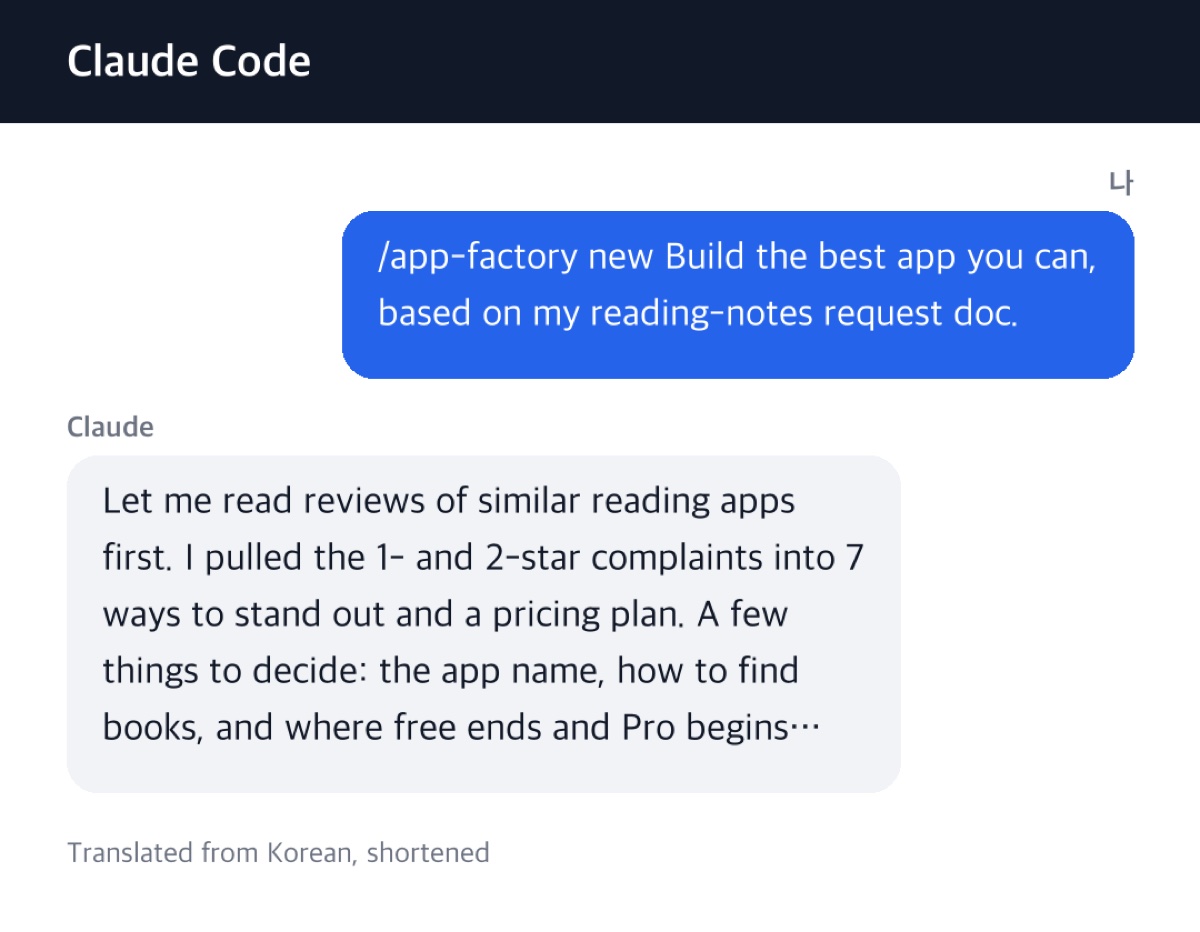 Claude Code
나
/app-factory new Build the best app you can,
based on my reading-notes request doc.
Claude
Let me read reviews of similar reading apps
first. I pulled the 1- and 2-star complaints into 7
ways to stand out and a pricing plan. A few
things to decide: the app name, how to find
books, and where free ends and Pro begins⋯
Translated from Korean, shortened